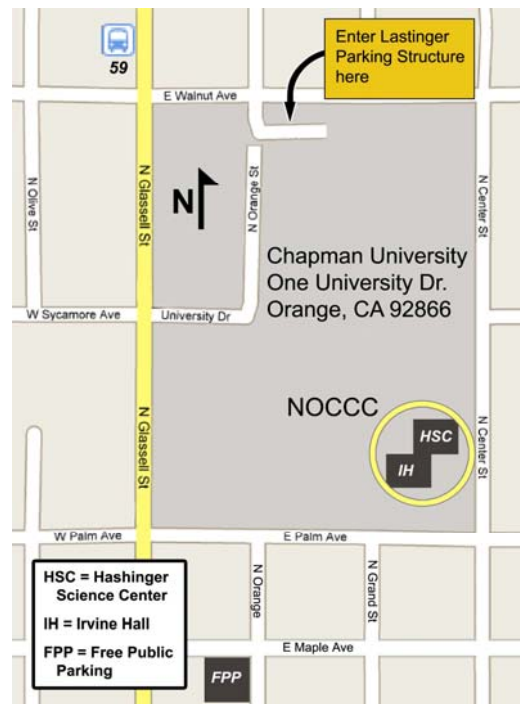 59
Enter Lastinger
Parking Structure
here
E Walnut Ave
N Olive St
N Glassell St
N Orange St
N Center St
N
Chapman University
One University Dr.
Orange, CA 92866
W Sycamore Ave
University Dr
NOCCC
HSC
IH
N Glassell St
N Center St
W Palm Ave
E Palm Ave
HSC = Hashinger
Science Center
IH = Irvine Hall
FPP = Free Public
Parking
N Orange
N Grand St
E Maple Ave
FPP